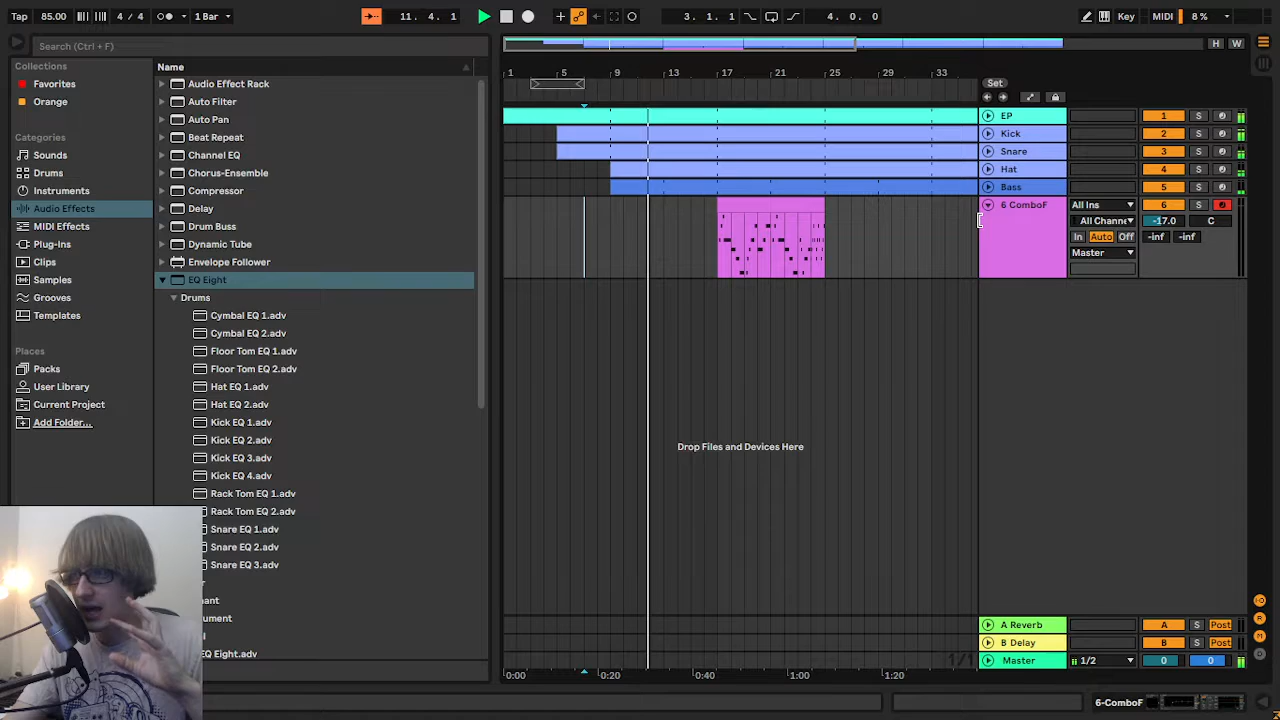 Tap 85.00 4 / 4 1 Bar 11. 4. 1 3. 1. 1 4. 0. 0 Key MIDI 8 %
Search (Ctrl + F)
H W
Collections
Favorites
Orange
Categories
Sounds
Drums
Instruments
Audio Effects
MIDI Effects
Plug-Ins
Clips
Samples
Grooves
Templates
Places
Packs
User Library
Current Project
Add Folder...
Name
Audio Effect Rack
Auto Filter
Auto Pan
Beat Repeat
Channel EQ
Chorus-Ensemble
Compressor
Delay
Drum Buss
Dynamic Tube
Envelope Follower
EQ Eight
Drums
Cymbal EQ 1.adv
Cymbal EQ 2.adv
Floor Tom EQ 1.adv
Floor Tom EQ 2.adv
Hat EQ 1.adv
Hat EQ 2.adv
Kick EQ 1.adv
Kick EQ 2.adv
Kick EQ 3.adv
Kick EQ 4.adv
Rack Tom EQ 1.adv
Rack Tom EQ 2.adv
Snare EQ 1.adv
Snare EQ 2.adv
Snare EQ 3.adv
EQ Eight.adv
1 5 9 13 17 21 25 29 33
Set
EP 1 S
Kick 2 S
Snare 3 S
Hat 4 S
Bass 5 S
6 ComboF All Ins 6 S
All Channe -17.0 C
In Auto Off -inf -inf
Master
Drop Files and Devices Here
A Reverb A S Post
B Delay B S Post
1/1 Master 1/2 0 0
0:00 0:20 0:40 1:00 1:20
6-ComboF